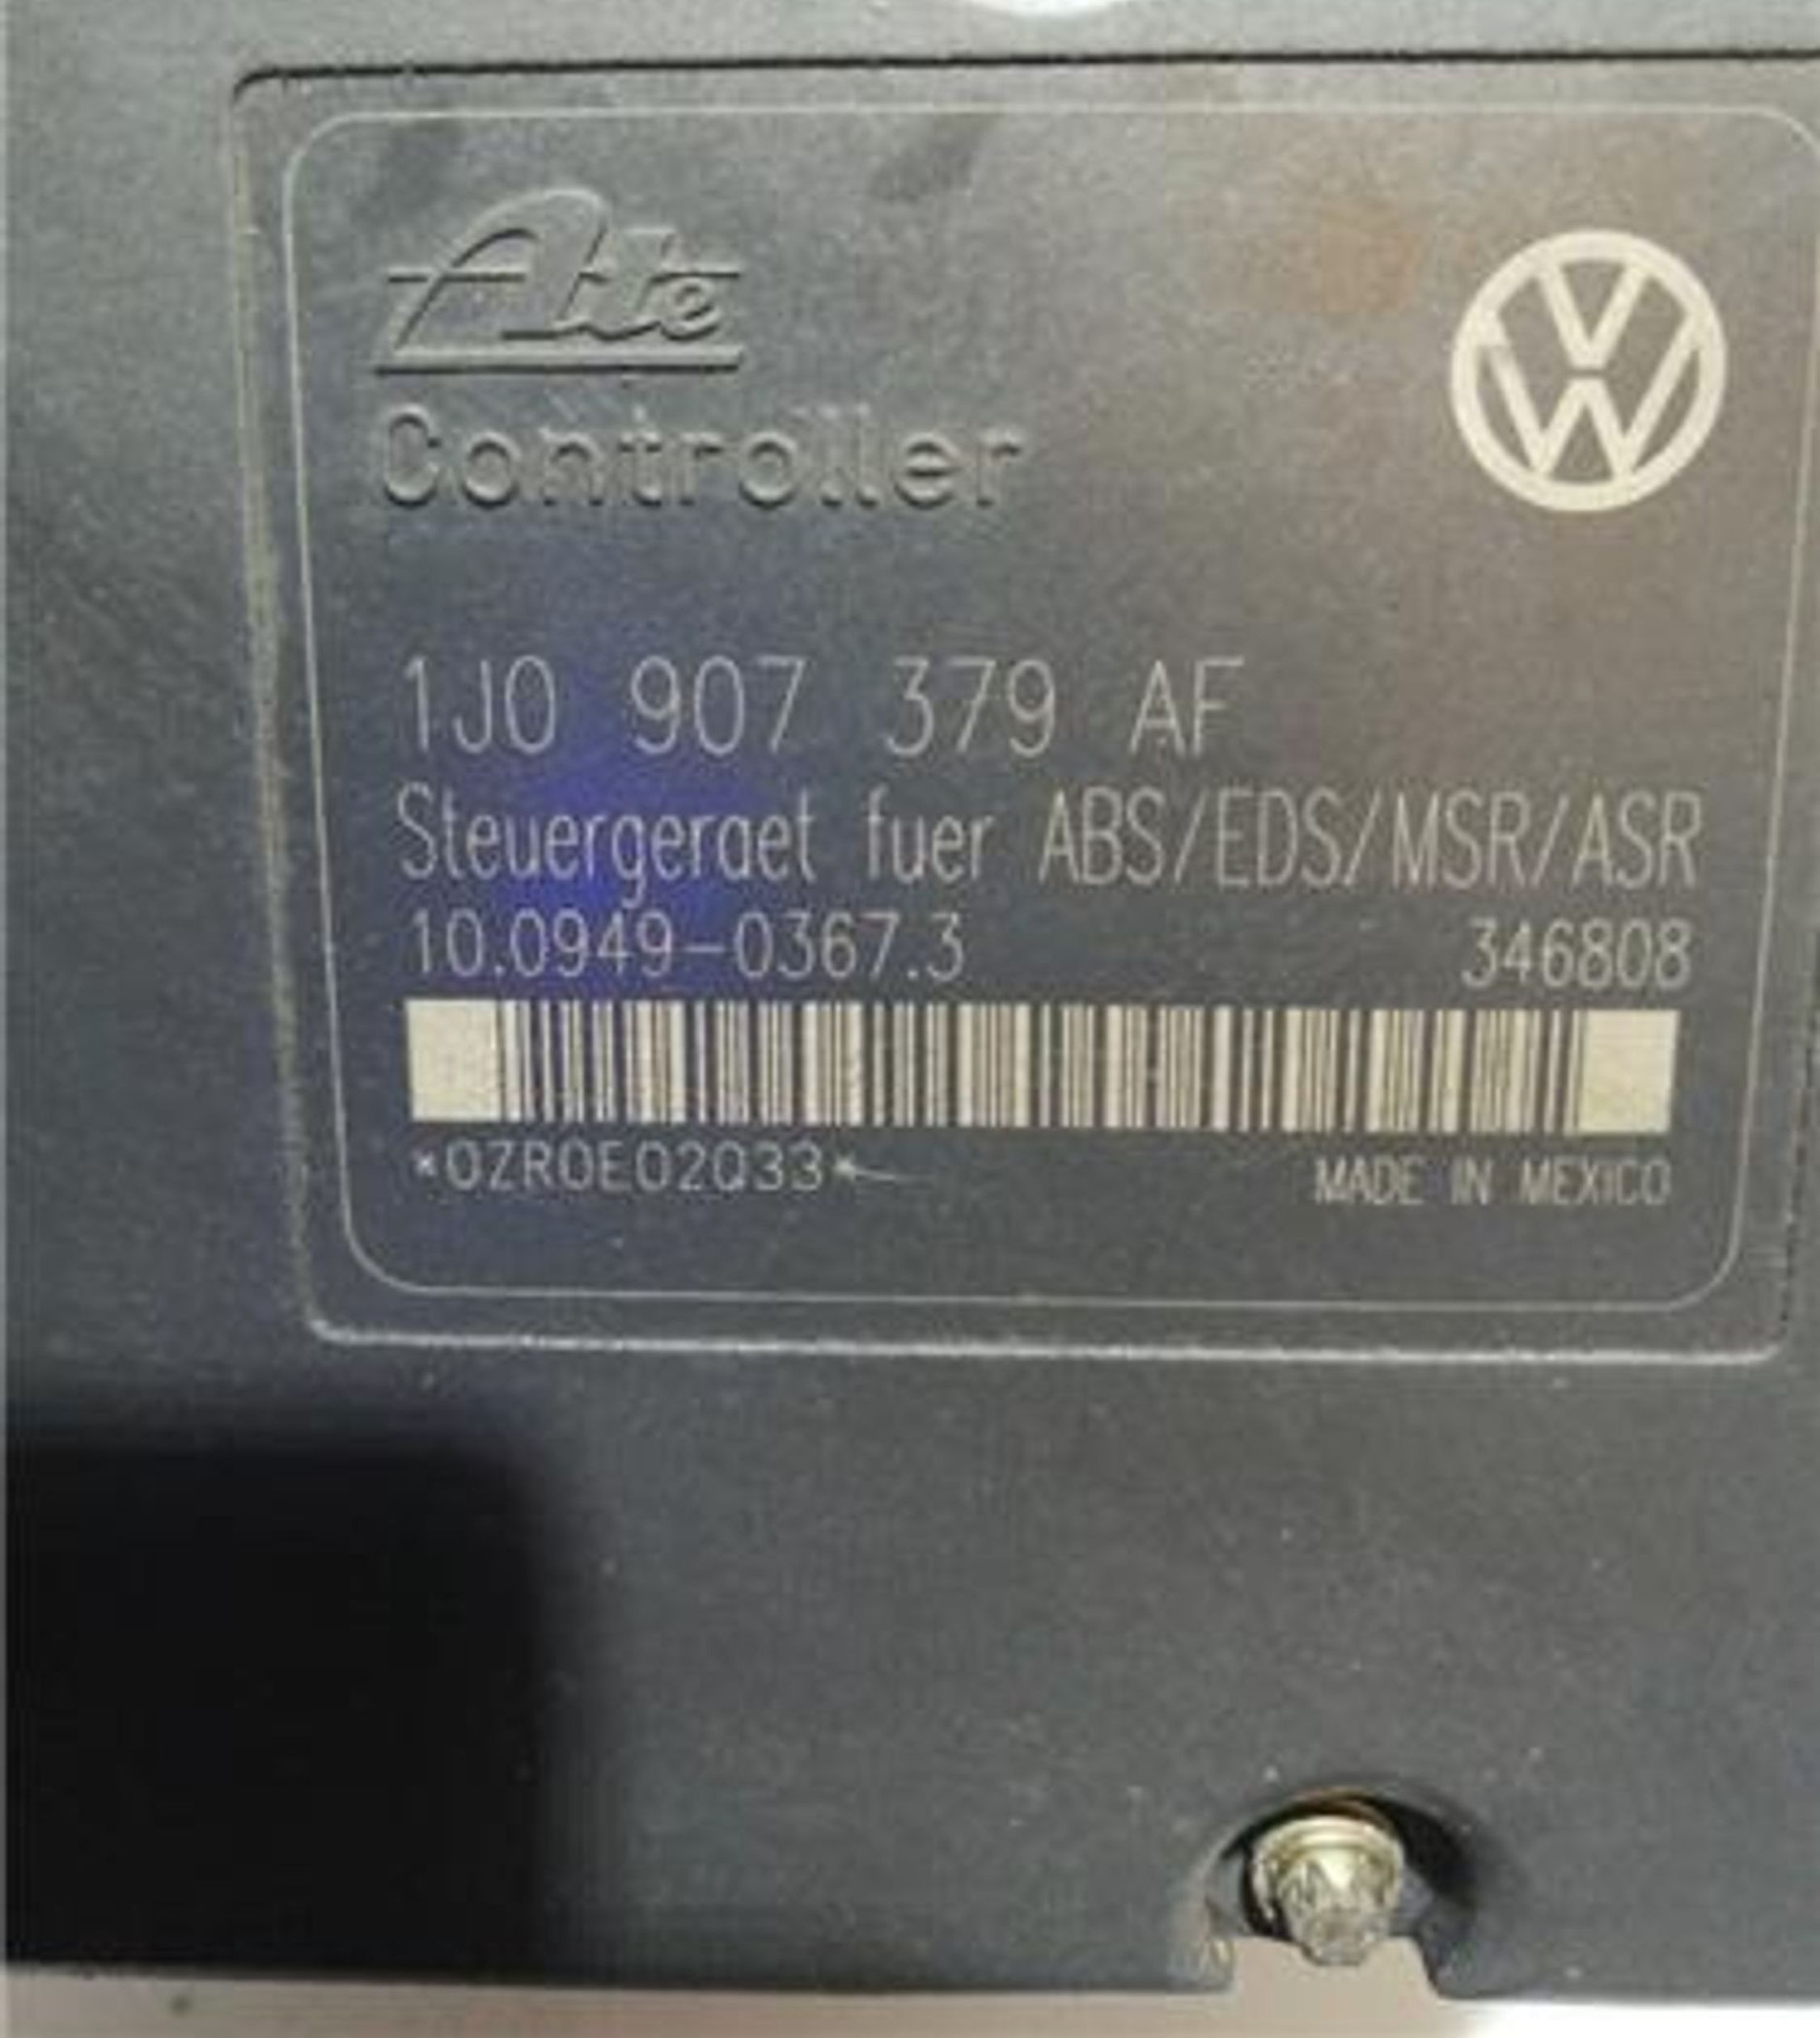 Ate
Controller
1J0 907 379 AF
Steuergeraet fuer ABS/EDS/MSR/ASR
10.0949-0367.3 346808
*0ZR0E02Q33*
MADE IN MEXICO